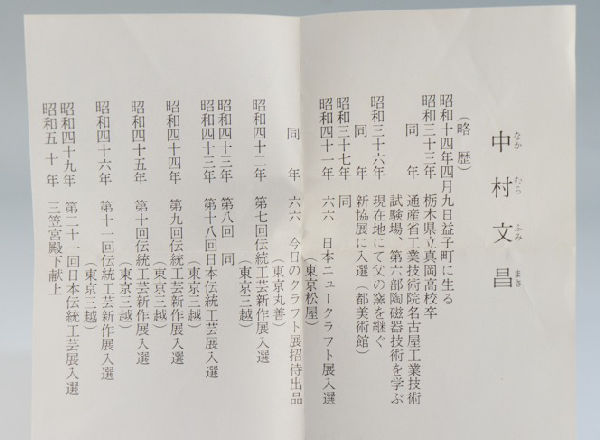 中村文昌
なか むら ふみ まさ
(略歴)
昭和十四年四月九日益子町に生る
昭和三十三年 栃木県立真岡高校卒
同年 通産省工業技術院名古屋工業技術
試験場、第六部陶磁器技術を学ぶ
昭和三十六年 現在地にて父の窯を継ぐ
同年 新協展に入選(都美術館)
昭和三十七年 同
昭和四十一年 六六 日本ニュークラフト展入選
(東京松屋)
同年 六六 今日のクラフト展招待出品
(東京丸善)
昭和四十二年 第七回伝統工芸新作展入選
(東京三越)
昭和四十三年 第八回 同
昭和四十三年 第十八回日本伝統工芸展入選
(東京三越)
昭和四十四年 第九回伝統工芸新作展入選
(東京三越)
昭和四十五年 第十回伝統工芸新作展入選
(東京三越)
昭和四十六年 第十一回伝統工芸新作展入選
(東京三越)
昭和四十九年 第二十一回日本伝統工芸展入選
昭和五十年 三笠宮殿下献上